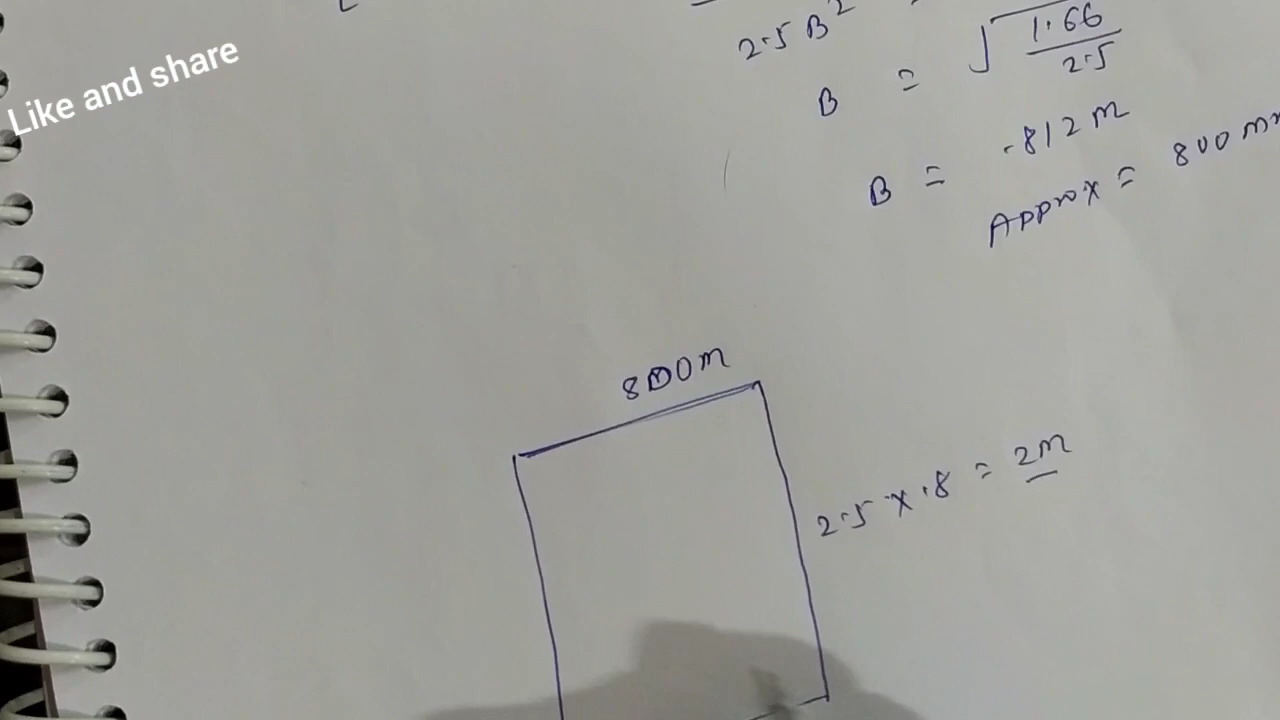 Like and share
2.5 B²
B = √1.66/2.5
B = .812 m
Approx = 800 m
800m
2.5 x .8 = 2m